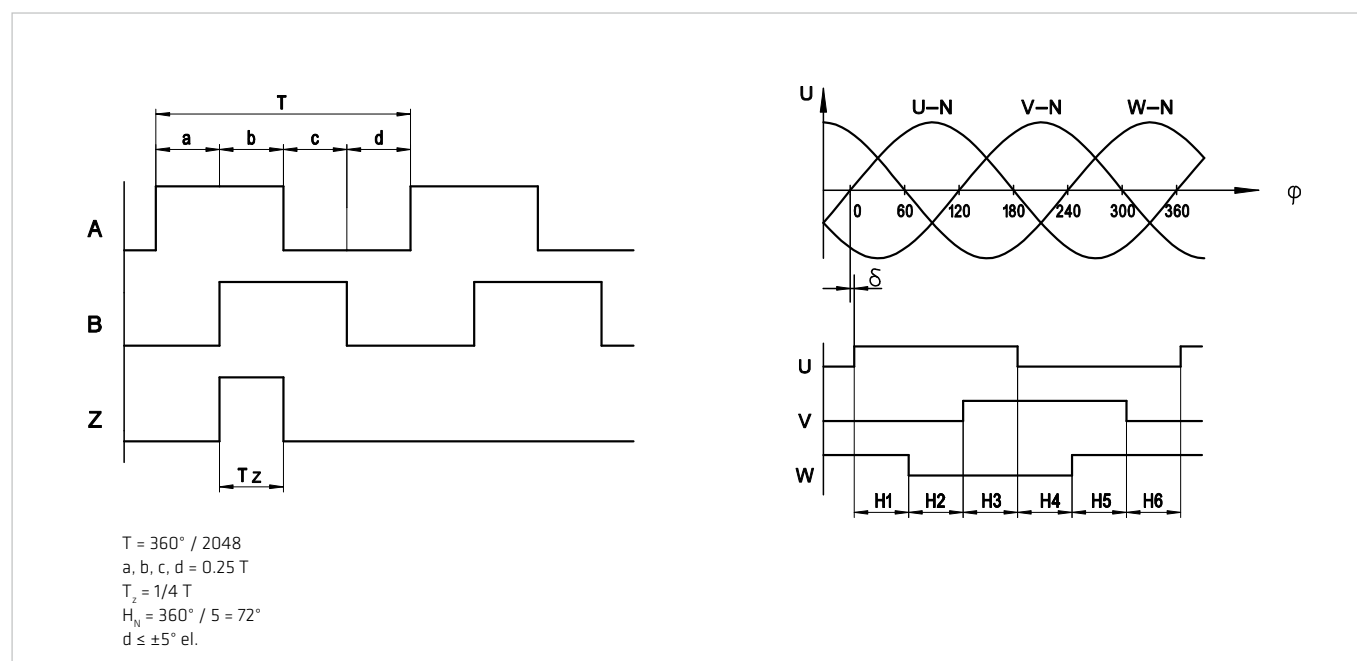 T
a b c d
A
B
Z
T z
T = 360° / 2048
a, b, c, d = 0.25 T
Tz = 1/4 T
HN = 360° / 5 = 72°
d ≤ ±5° el.
U
U–N V–N W–N
φ
0 60 120 180 240 300 360
δ
U
V
W
H1 H2 H3 H4 H5 H6